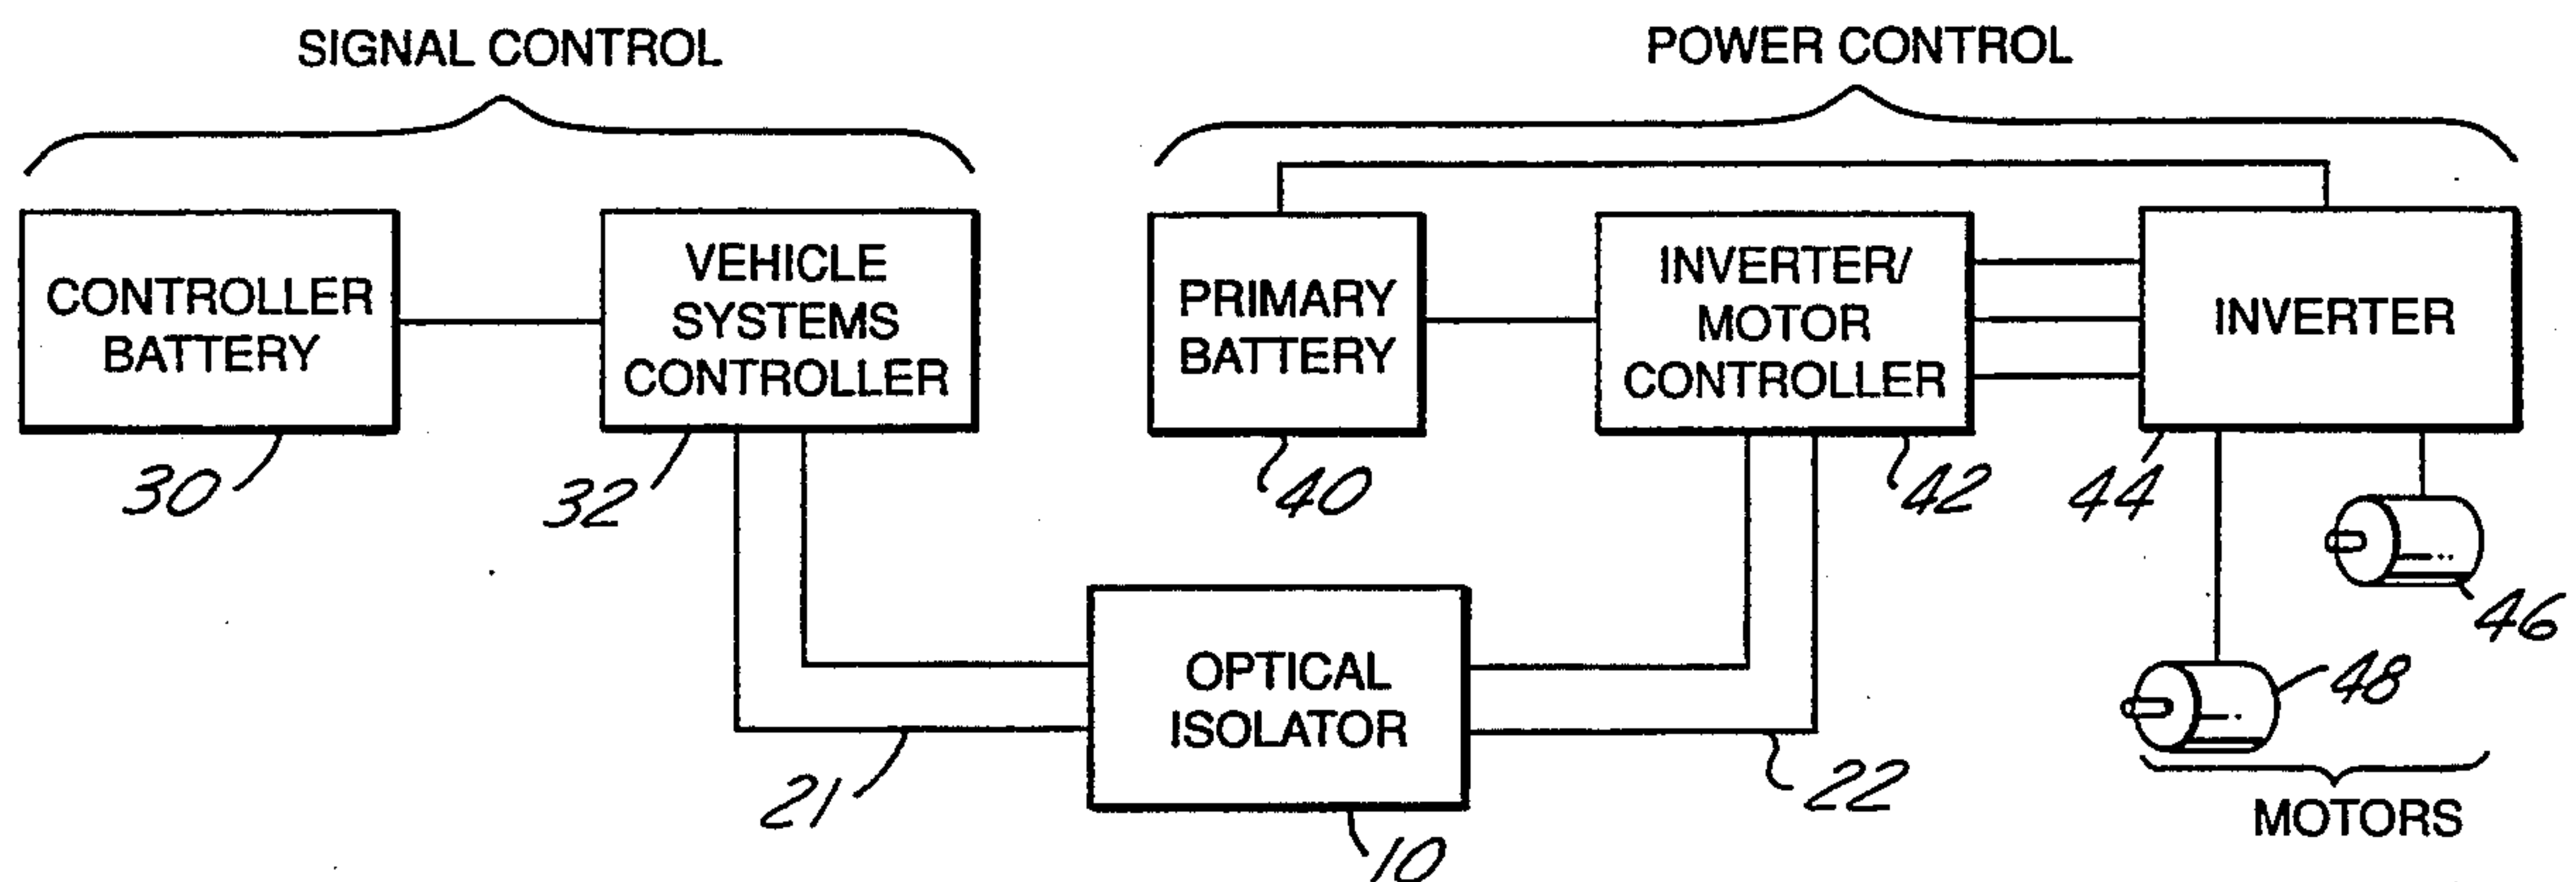 SIGNAL CONTROL
POWER CONTROL
CONTROLLER
BATTERY
30
VEHICLE
SYSTEMS
CONTROLLER
32
PRIMARY
BATTERY
40
INVERTER/
MOTOR
CONTROLLER
42
INVERTER
44
46
48
MOTORS
OPTICAL
ISOLATOR
21
22
10